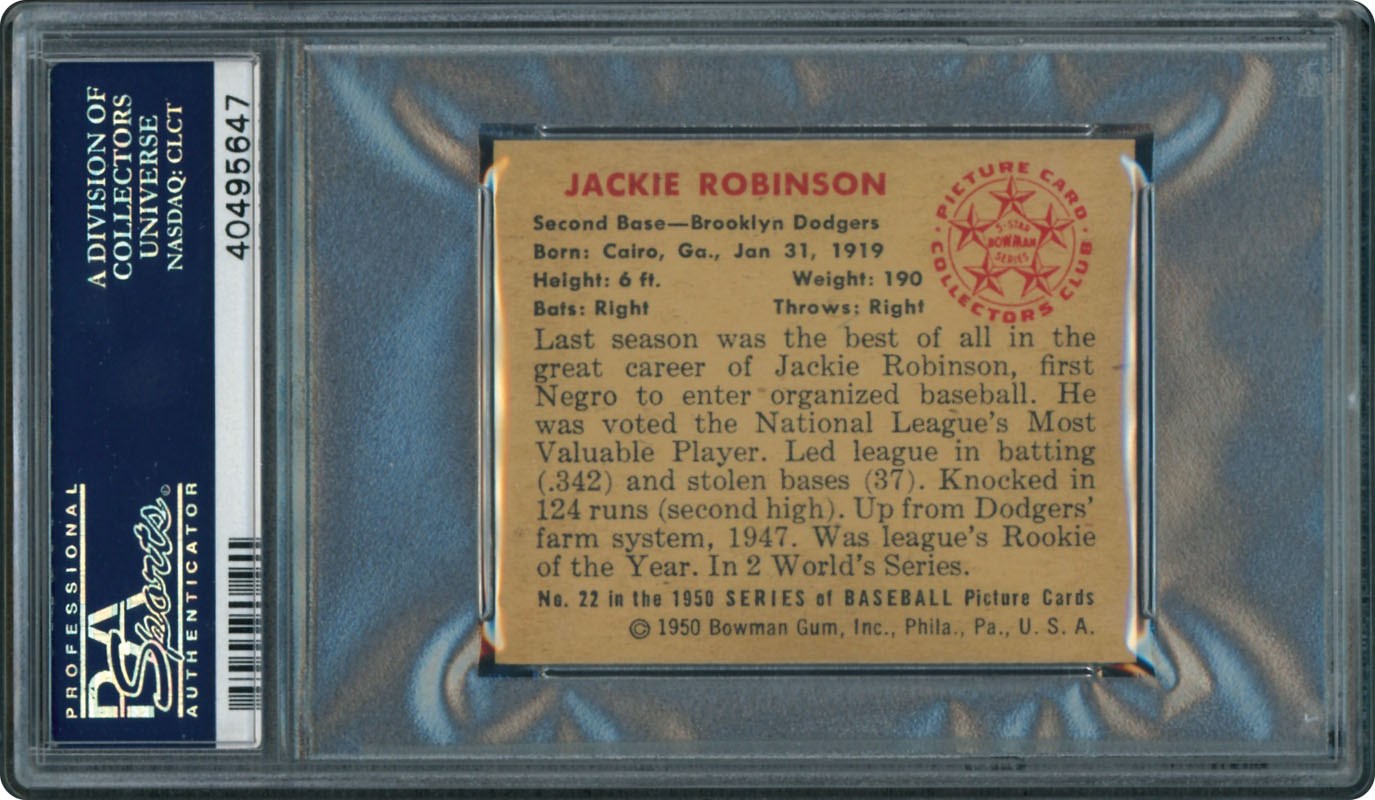 A DIVISION OF
COLLECTORS
UNIVERSE
NASDAQ: CLCT
PROFESSIONAL
PSA
Sports©
AUTHENTICATOR
40495647
JACKIE ROBINSON
Second Base—Brooklyn Dodgers
Born: Cairo, Ga., Jan 31, 1919
Height: 6 ft. Weight: 190
Bats: Right Throws: Right
PICTURE CARD
5-STAR
BOWMAN
SERIES
COLLECTORS CLUB
Last season was the best of all in the
great career of Jackie Robinson, first
Negro to enter organized baseball. He
was voted the National League's Most
Valuable Player. Led league in batting
(.342) and stolen bases (37). Knocked in
124 runs (second high). Up from Dodgers'
farm system, 1947. Was league's Rookie
of the Year. In 2 World's Series.
No. 22 in the 1950 SERIES of BASEBALL Picture Cards
© 1950 Bowman Gum, Inc., Phila., Pa., U. S. A.